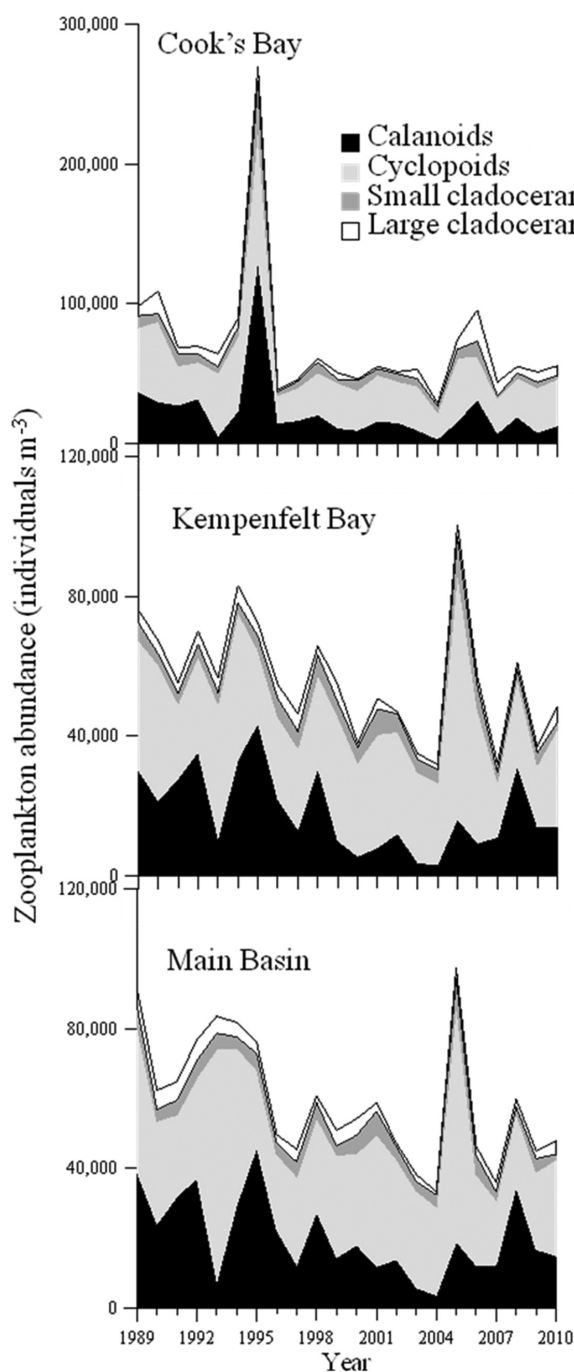 300,000
Cook's Bay
Calanoids
Cyclopoids
200,000
Small cladoceran
Large cladoceran
100,000
0
120,000
Kempenfelt Bay
80,000
40,000
0
120,000
Main Basin
80,000
40,000
0
1989 1992 1995 1998 2001 2004 2007 2010
Year
Zooplankton abundance (individuals m-3)